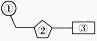 ① ② ③